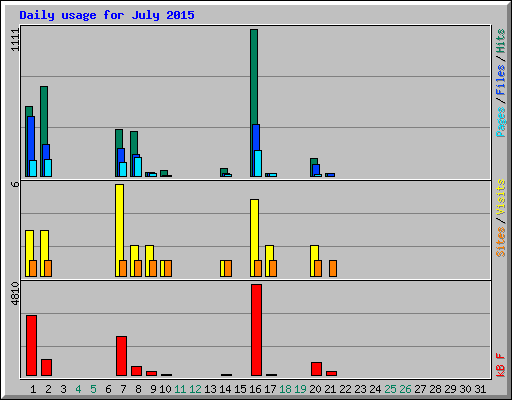 Daily usage for July 2015
1111
Pages / Files / Hits
6
Sites / Visits
4810
kB F
1 2 3 4 5 6 7 8 9 10 11 12 13 14 15 16 17 18 19 20 21 22 23 24 25 26 27 28 29 30 31